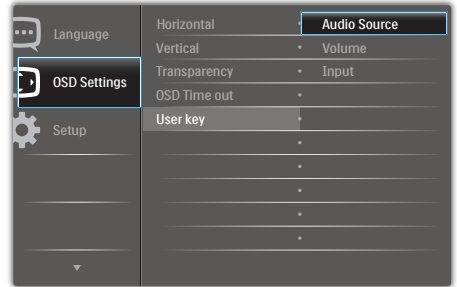 Language
OSD Settings
Setup
Horizontal
Vertical
Transparency
OSD Time out
User key
Audio Source
Volume
Input